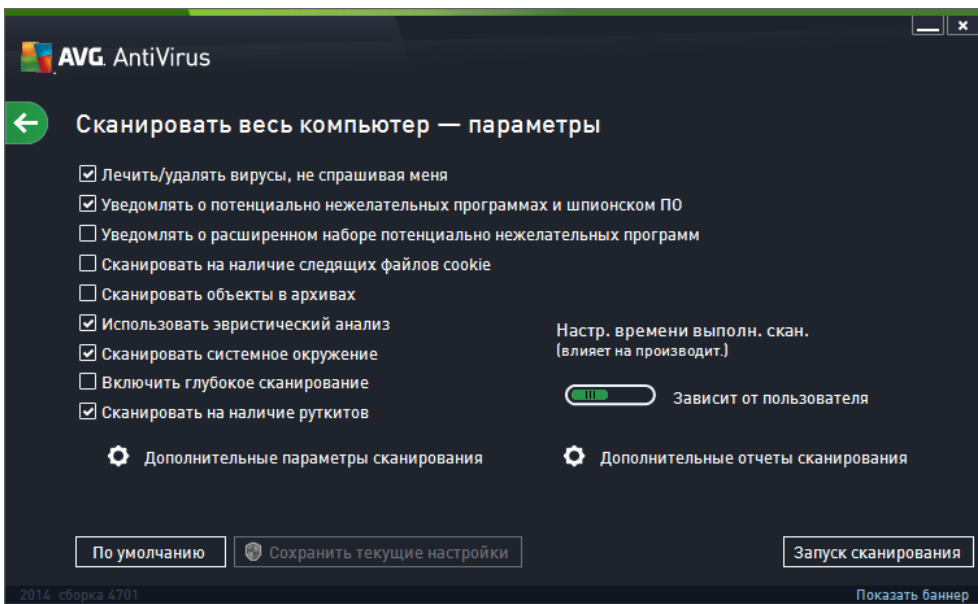 AVG. AntiVirus
Сканировать весь компьютер — параметры
Лечить/удалять вирусы, не спрашивая меня
Уведомлять о потенциально нежелательных программах и шпионском ПО
Уведомлять о расширенном наборе потенциально нежелательных программ
Сканировать на наличие следящих файлов cookie
Сканировать объекты в архивах
Использовать эвристический анализ
Сканировать системное окружение
Включить глубокое сканирование
Сканировать на наличие руткитов
Настр. времени выполн. скан.
(влияет на производит.)
Зависит от пользователя
Дополнительные параметры сканирования
Дополнительные отчеты сканирования
По умолчанию
Сохранить текущие настройки
Запуск сканирования
2014 сборка 4701
Показать баннер